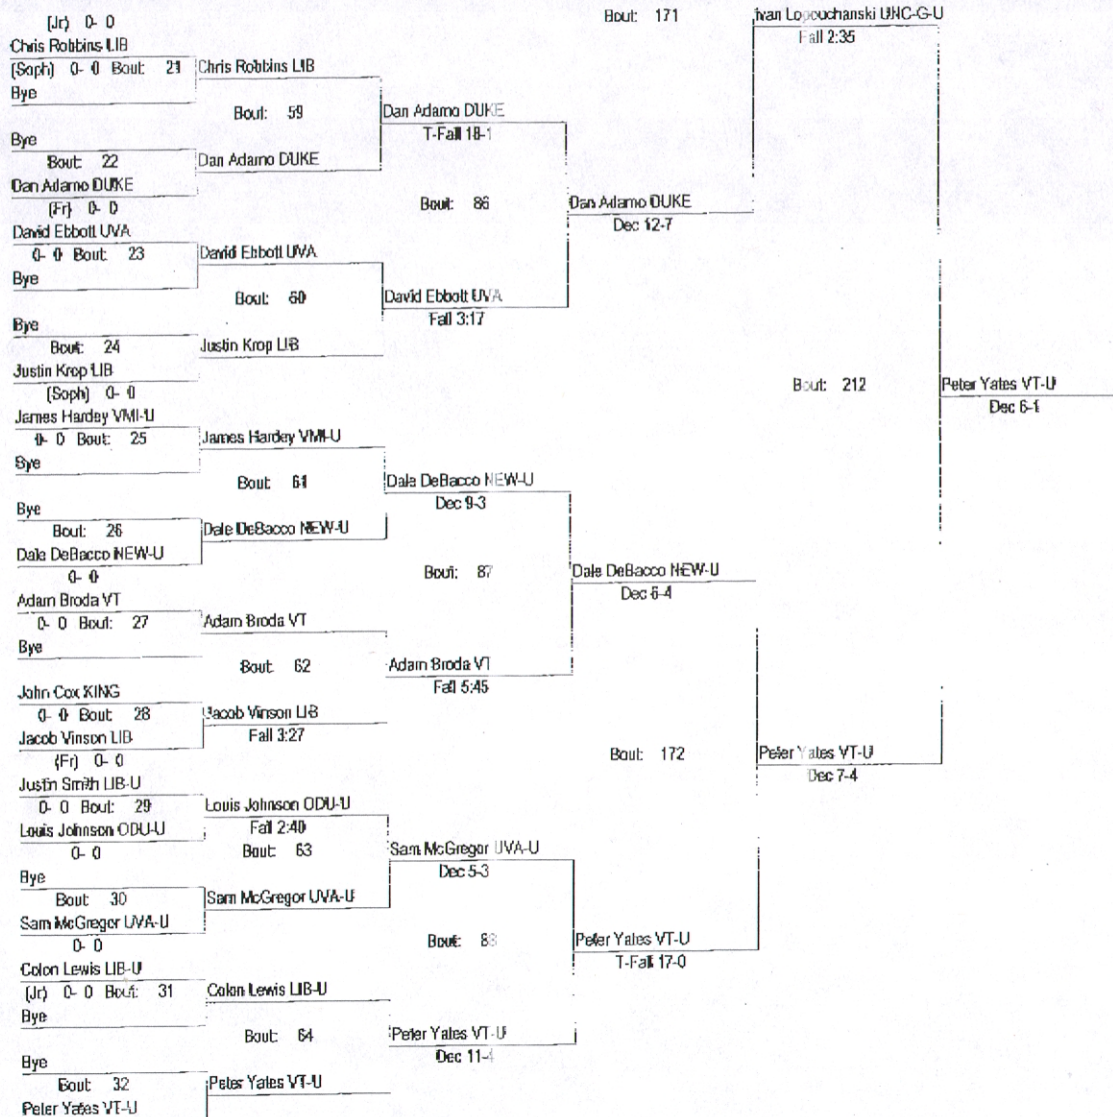 (Jr) 0- 0
Chris Robbins LIB
(Soph) 0- 0 Bout: 21
Bye
Bye
Bout: 22
Dan Adamo DUKE
(Fr) 0- 0
David Ebbott UVA
0- 0 Bout: 23
Bye
Bye
Bout: 24
Justin Krop LIB
(Soph) 0- 0
James Hardey VMI-U
0- 0 Bout: 25
Bye
Bye
Bout: 26
Dale DeBacco NEW-U
0- 0
Adam Broda VT
0- 0 Bout: 27
Bye
John Cox KING
0- 0 Bout: 28
Jacob Vinson LIB
(Fr) 0- 0
Justin Smith LIB-U
0- 0 Bout: 29
Louis Johnson ODU-U
0- 0
Bye
Bout: 30
Sam McGregor UVA-U
0- 0
Colon Lewis LIB-U
(Jr) 0- 0 Bout: 31
Bye
Bye
Bout: 32
Peter Yates VT-U
Chris Robbins LIB
Bout: 59
Dan Adamo DUKE
David Ebbott UVA
Bout: 60
Justin Krop LIB
James Hardey VMI-U
Bout: 61
Dale DeBacco NEW-U
Adam Broda VT
Bout: 62
Jacob Vinson LIB
Fall 3:27
Louis Johnson ODU-U
Fall 2:40
Bout: 63
Sam McGregor UVA-U
Colon Lewis LIB-U
Bout: 64
Peter Yates VT-U
Dan Adamo DUKE
T-Fall 18-1
Bout: 86
David Ebbott UVA
Fall 3:17
Dale DeBacco NEW-U
Dec 9-3
Bout: 87
Adam Broda VT
Fall 5:45
Sam McGregor UVA-U
Dec 5-3
Bout: 88
Peter Yates VT-U
Dec 11-4
Bout: 171
Dan Adamo DUKE
Dec 12-7
Dale DeBacco NEW-U
Dec 6-4
Bout: 172
Peter Yates VT-U
T-Fall 17-0
Ivan Lopouchanski UNC-G-U
Fall 2:35
Bout: 212
Peter Yates VT-U
Dec 7-4
Peter Yates VT-U
Dec 6-1